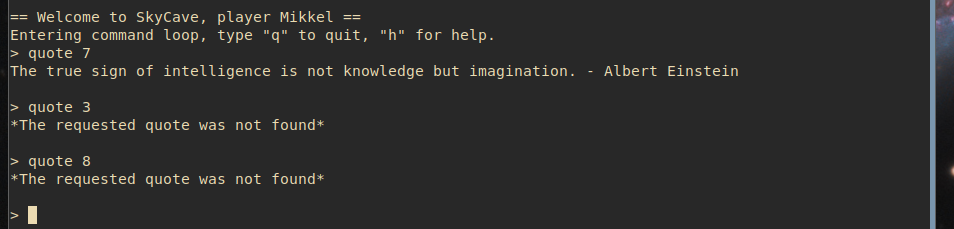 == Welcome to SkyCave, player Mikkel ==
Entering command loop, type "q" to quit, "h" for help.
> quote 7
The true sign of intelligence is not knowledge but imagination. - Albert Einstein
> quote 3
*The requested quote was not found*
> quote 8
*The requested quote was not found*
>